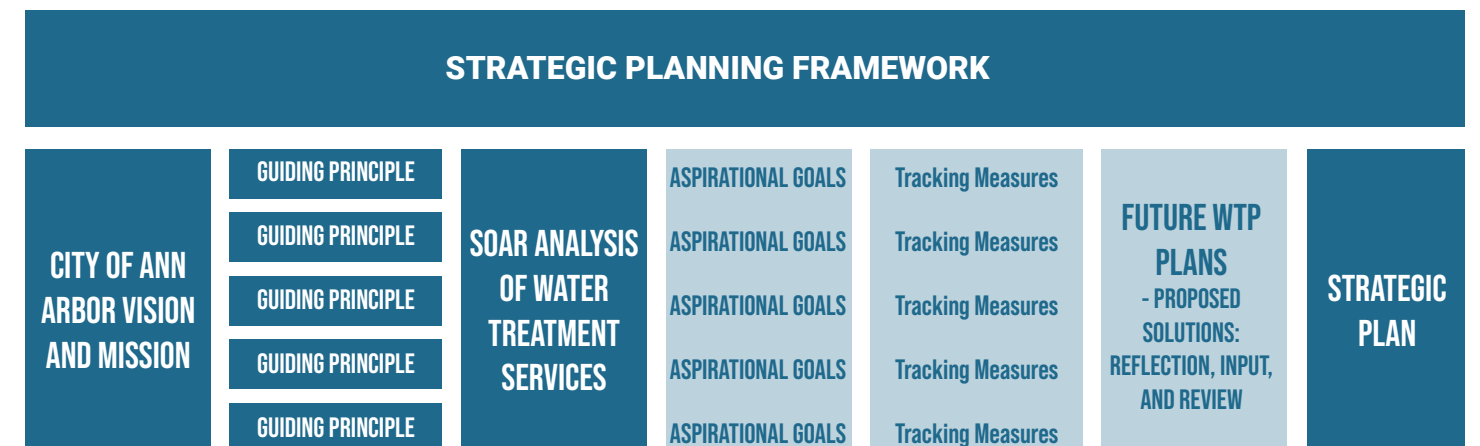 STRATEGIC PLANNING FRAMEWORK
CITY OF ANN
ARBOR VISION
AND MISSION
GUIDING PRINCIPLE
GUIDING PRINCIPLE
GUIDING PRINCIPLE
GUIDING PRINCIPLE
GUIDING PRINCIPLE
SOAR ANALYSIS
OF WATER
TREATMENT
SERVICES
ASPIRATIONAL GOALS
ASPIRATIONAL GOALS
ASPIRATIONAL GOALS
ASPIRATIONAL GOALS
ASPIRATIONAL GOALS
Tracking Measures
Tracking Measures
Tracking Measures
Tracking Measures
Tracking Measures
FUTURE WTP
PLANS
- PROPOSED
SOLUTIONS:
REFLECTION, INPUT,
AND REVIEW
STRATEGIC
PLAN